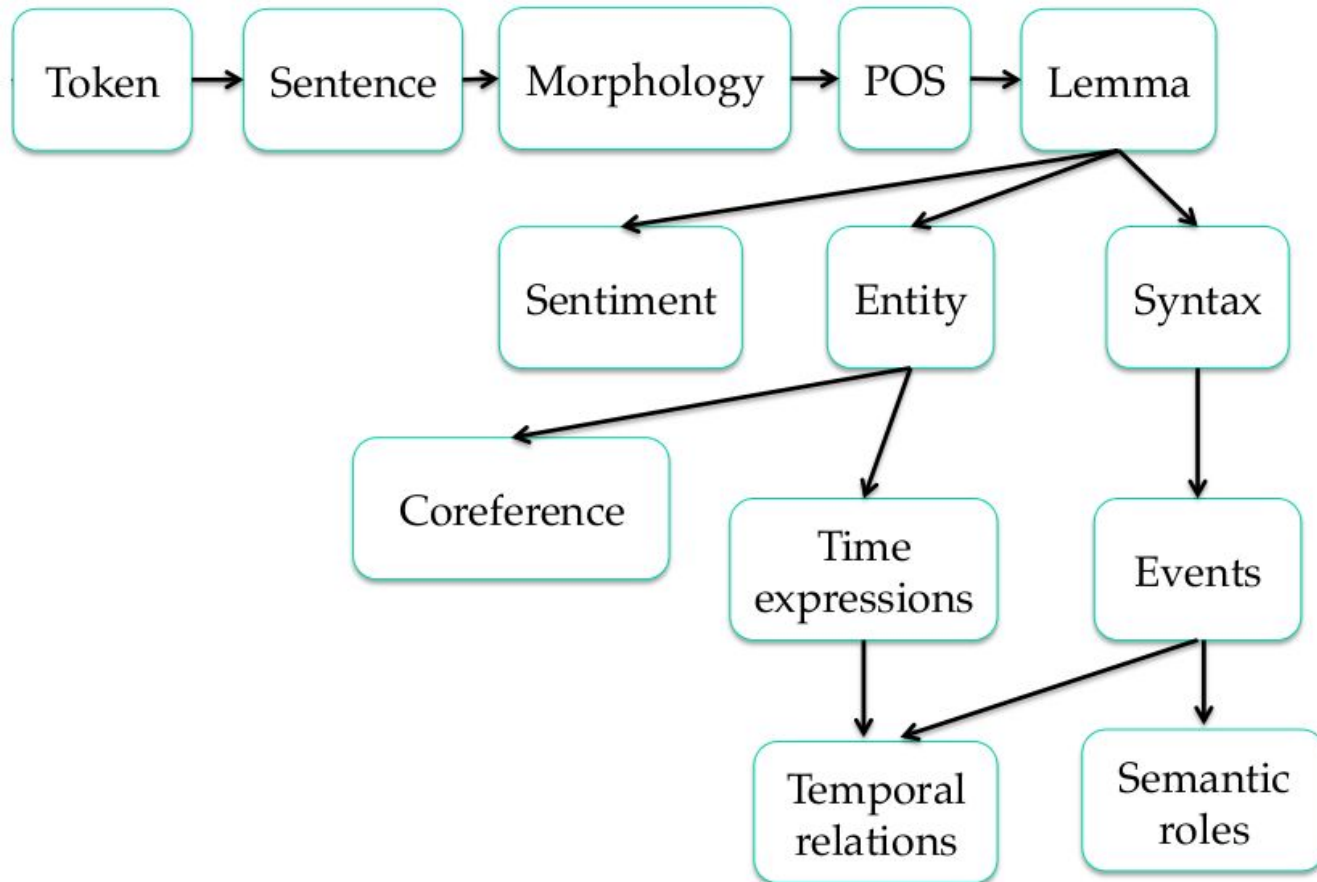 Token
Sentence
Morphology
POS
Lemma
Sentiment
Entity
Syntax
Coreference
Time
expressions
Events
Temporal
relations
Semantic
roles